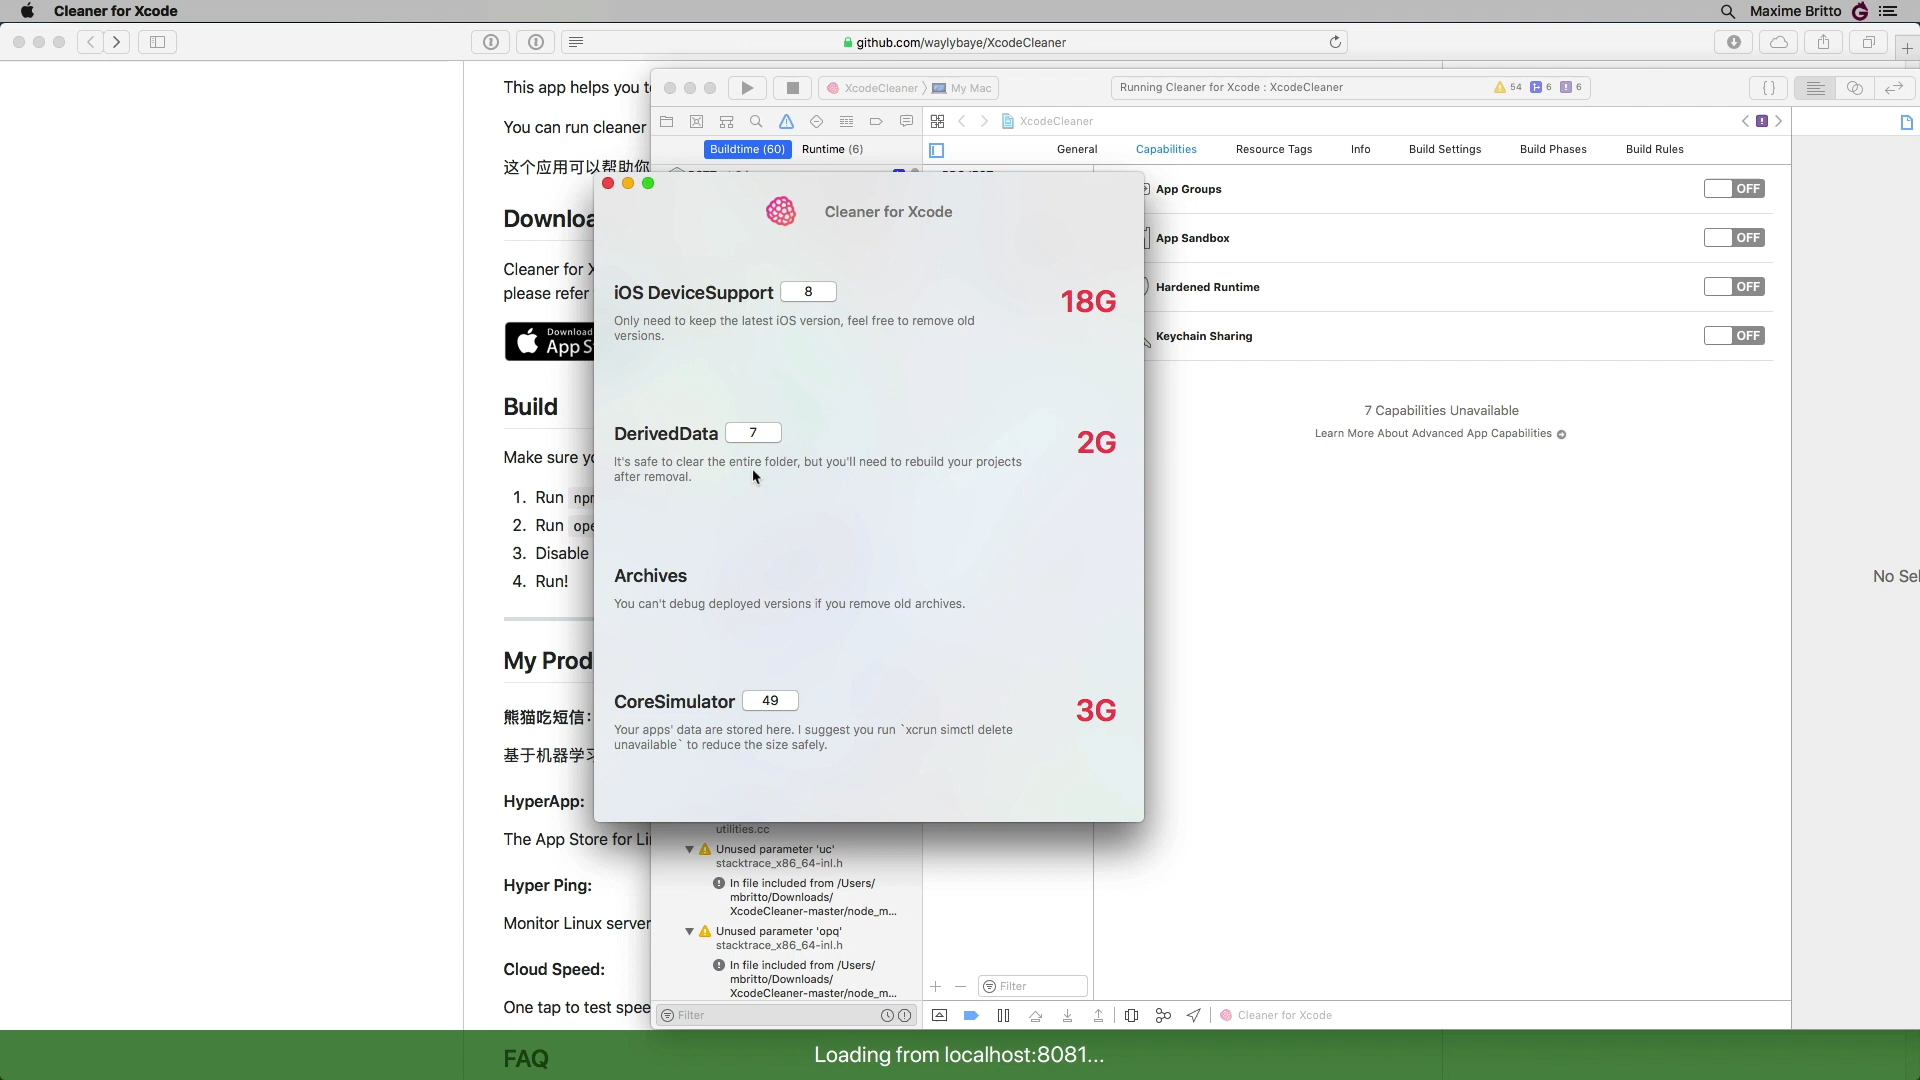 Cleaner for Xcode
Maxime Britto
github.com/waylybaye/XcodeCleaner
This app helps you t
You can run cleaner
这个应用可以帮助你
Downloa
Cleaner for X
please refer
Download
App S
Build
Make sure yo
1. Run npr
2. Run ope
3. Disable
4. Run!
My Prod
熊猫吃短信:
基于机器学习
HyperApp:
The App Store for Li
Hyper Ping:
Monitor Linux server
Cloud Speed:
One tap to test spee
FAQ
XcodeCleaner
My Mac
Running Cleaner for Xcode : XcodeCleaner
54
6
6
XcodeCleaner
Buildtime (60)
Runtime (6)
General
Capabilities
Resource Tags
Info
Build Settings
Build Phases
Build Rules
App Groups
OFF
App Sandbox
OFF
Hardened Runtime
OFF
Keychain Sharing
OFF
7 Capabilities Unavailable
Learn More About Advanced App Capabilities
No Sel
Cleaner for Xcode
iOS DeviceSupport
8
18G
Only need to keep the latest iOS version, feel free to remove old
versions.
DerivedData
7
2G
It's safe to clear the entire folder, but you'll need to rebuild your projects
after removal.
Archives
You can't debug deployed versions if you remove old archives.
CoreSimulator
49
3G
Your apps' data are stored here. I suggest you run `xcrun simctl delete
unavailable` to reduce the size safely.
utilities.cc
Unused parameter 'uc'
stacktrace_x86_64-inl.h
In file included from /Users/
mbritto/Downloads/
XcodeCleaner-master/node_m...
Unused parameter 'opq'
stacktrace_x86_64-inl.h
In file included from /Users/
mbritto/Downloads/
XcodeCleaner-master/node_m...
Filter
Filter
Cleaner for Xcode
Loading from localhost:8081...